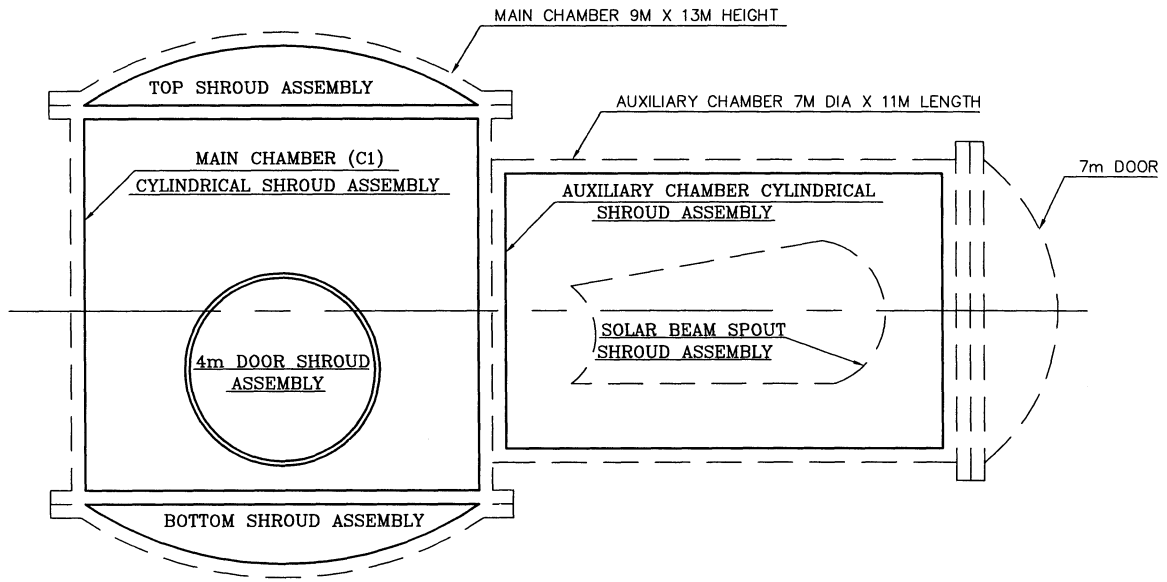 MAIN CHAMBER 9M X 13M HEIGHT
TOP SHROUD ASSEMBLY
AUXILIARY CHAMBER 7M DIA X 11M LENGTH
MAIN CHAMBER (C1)
CYLINDRICAL SHROUD ASSEMBLY
7m DOOR
AUXILIARY CHAMBER CYLINDRICAL
SHROUD ASSEMBLY
SOLAR BEAM SPOUT
SHROUD ASSEMBLY
4m DOOR SHROUD
ASSEMBLY
BOTTOM SHROUD ASSEMBLY